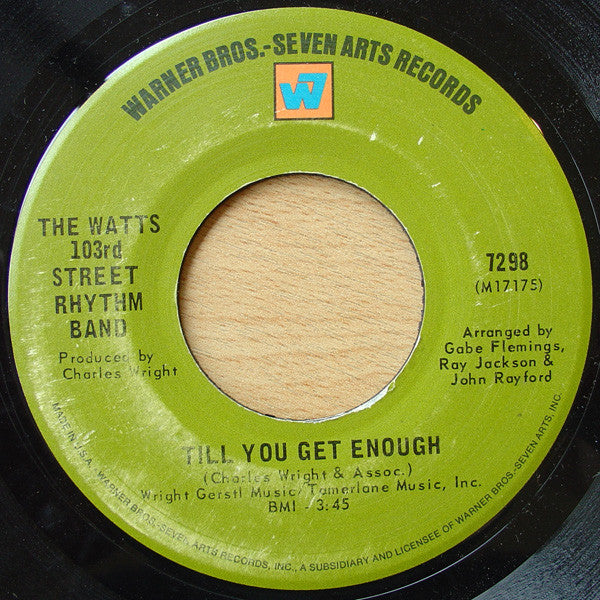 WARNER BROS.-SEVEN ARTS RECORDS
W7
THE WATTS
103rd
STREET
RHYTHM
BAND
Produced by
Charles Wright
7298
(M17175)
Arranged by
Gabe Flemings,
Ray Jackson &
John Rayford
TILL YOU GET ENOUGH
(Charles Wright & Assoc.)
Wright Gerstl Music/Tamerlane Music, Inc.
BMI - 3:45
MADE IN U.S.A. WARNER BROS.-SEVEN ARTS RECORDS, INC., A SUBSIDIARY AND LICENSEE OF WARNER BROS.-SEVEN ARTS, INC.